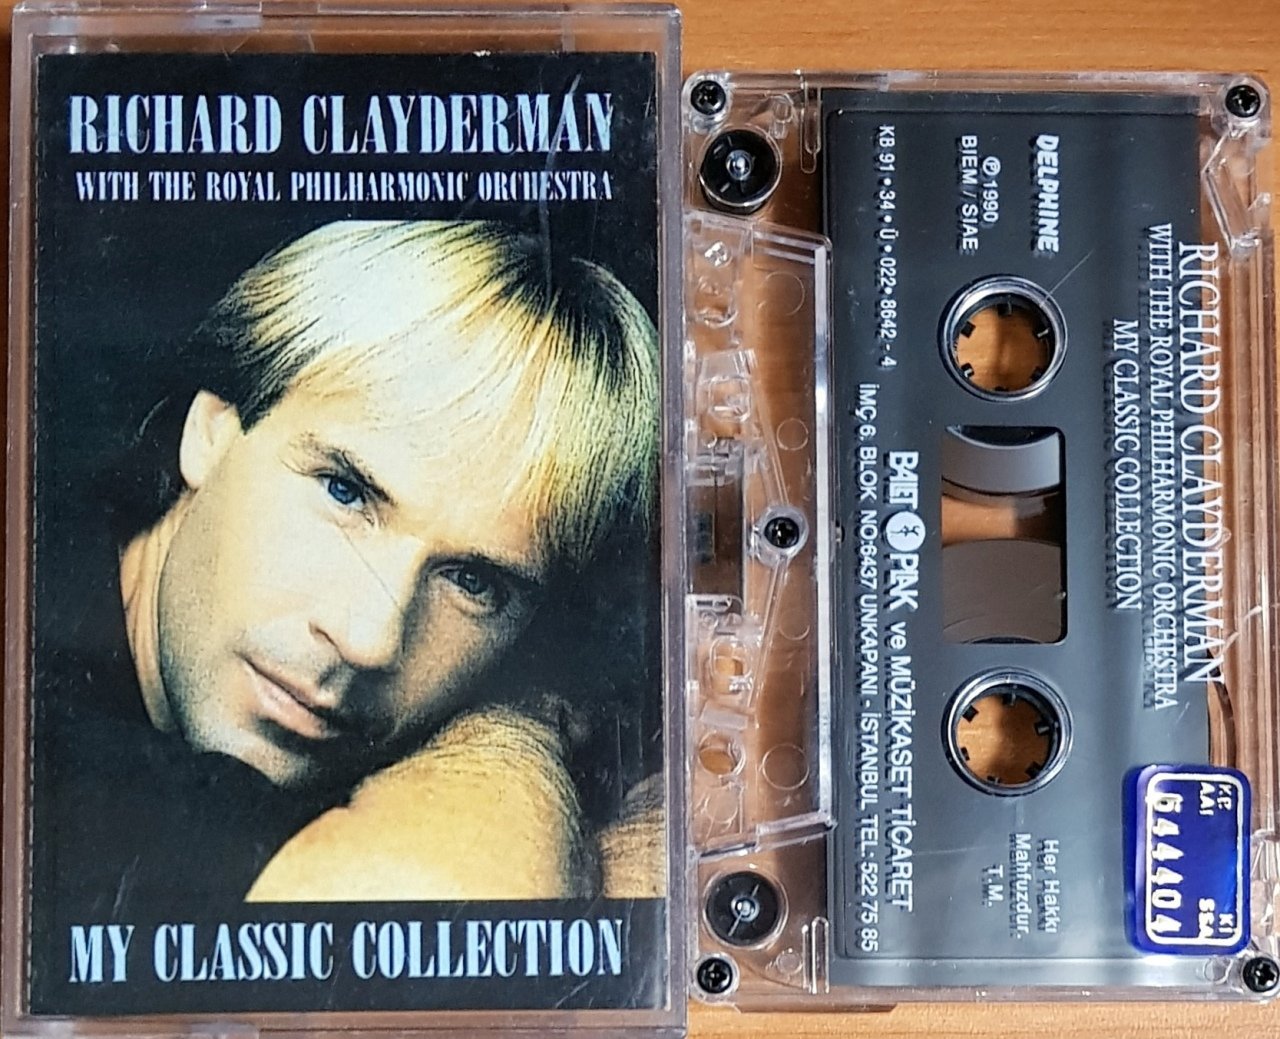 RICHARD CLAYDERMAN
WITH THE ROYAL PHILHARMONIC ORCHESTRA
MY CLASSIC COLLECTION
RICHARD CLAYDERMAN
WITH THE ROYAL PHILHARMONIC ORCHESTRA
MY CLASSIC COLLECTION
DELPHINE
℗ 1990
BIEM / SIAE
KB 91 • 34 • Ü • 022 • 8642 - 4
BALET PLAK ve MÜZİKASET TİCARET
İMÇ 6. BLOK NO:6437 UNKAPANI - İSTANBUL TEL: 522 75 85
Her Hakkı
Mahfuzdur.
T.M.
644404